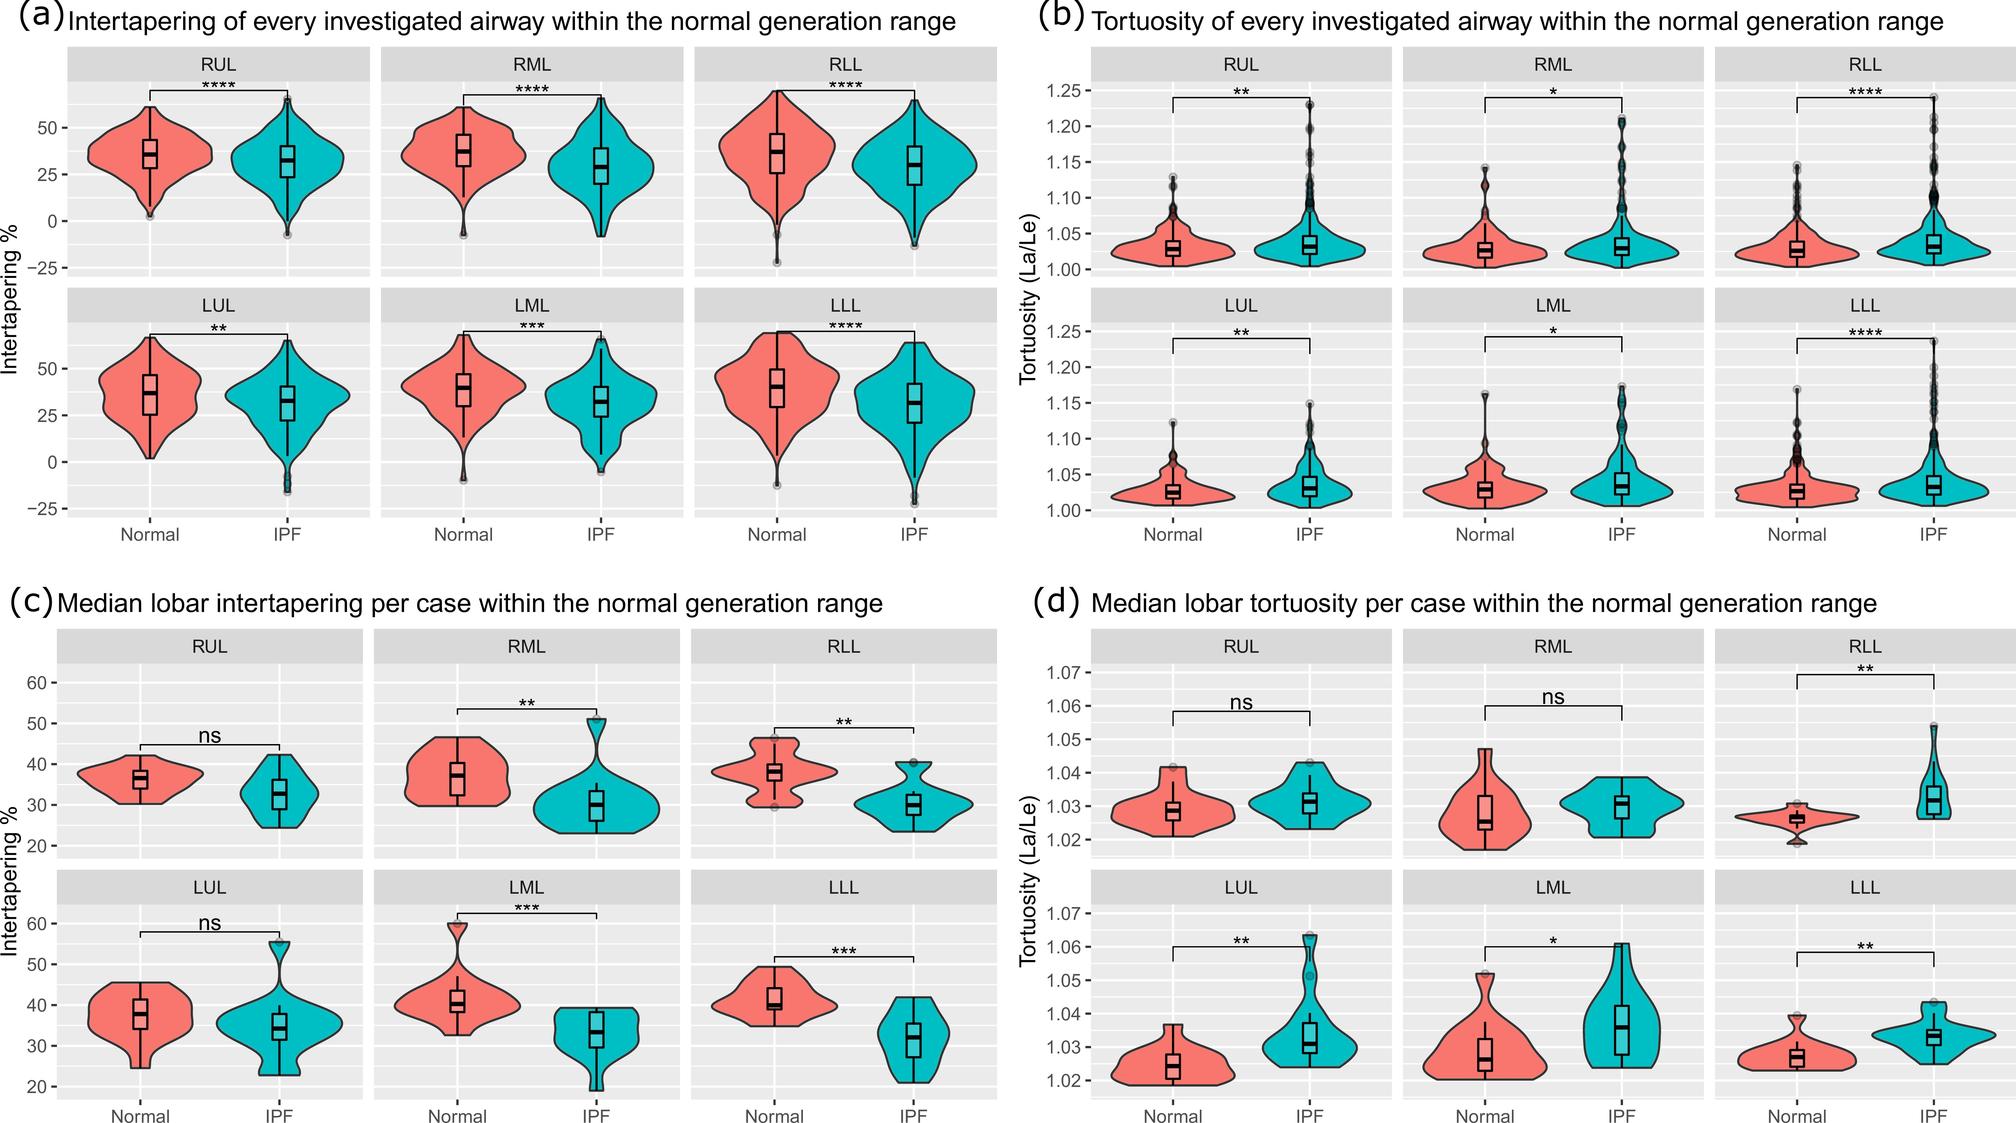 (a) Intertapering of every investigated airway within the normal generation range
RUL RML RLL
**** **** ****
50
25
0
−25
LUL LML LLL
** *** ****
50
25
0
−25
Intertapering %
Normal IPF Normal IPF Normal IPF
(b) Tortuosity of every investigated airway within the normal generation range
RUL RML RLL
** * ****
1.25
1.20
1.15
1.10
1.05
1.00
LUL LML LLL
** * ****
1.25
1.20
1.15
1.10
1.05
1.00
Tortuosity (La/Le)
Normal IPF Normal IPF Normal IPF
(c) Median lobar intertapering per case within the normal generation range
RUL RML RLL
ns ** **
60
50
40
30
20
LUL LML LLL
ns *** ***
60
50
40
30
20
Intertapering %
Normal IPF Normal IPF Normal IPF
(d) Median lobar tortuosity per case within the normal generation range
RUL RML RLL
ns ns **
1.07
1.06
1.05
1.04
1.03
1.02
LUL LML LLL
** * **
1.07
1.06
1.05
1.04
1.03
1.02
Tortuosity (La/Le)
Normal IPF Normal IPF Normal IPF